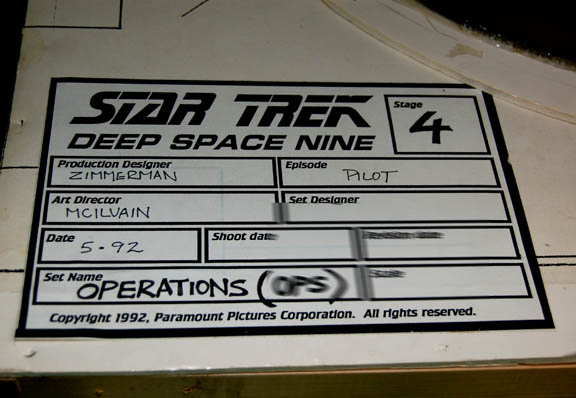 STAR TREK
DEEP SPACE NINE
Stage
4
Production Designer
ZIMMERMAN
Episode
PILOT
Art Director
MCILVAIN
Set Designer
Date
5·92
Shoot date
Set Name
OPERATIONS (OPS)
Copyright 1992, Paramount Pictures Corporation. All rights reserved.